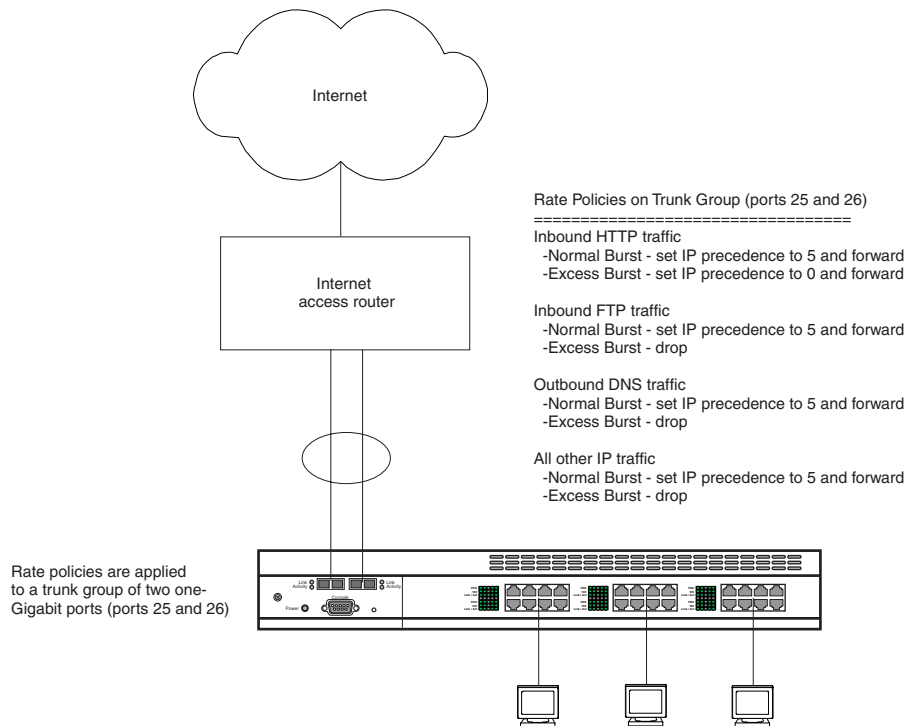 Internet
Internet
access router
Rate Policies on Trunk Group (ports 25 and 26)
==================================
Inbound HTTP traffic
-Normal Burst - set IP precedence to 5 and forward
-Excess Burst - set IP precedence to 0 and forward
Inbound FTP traffic
-Normal Burst - set IP precedence to 5 and forward
-Excess Burst - drop
Outbound DNS traffic
-Normal Burst - set IP precedence to 5 and forward
-Excess Burst - drop
All other IP traffic
-Normal Burst - set IP precedence to 5 and forward
-Excess Burst - drop
Rate policies are applied
to a trunk group of two one-
Gigabit ports (ports 25 and 26)
Link
Activity
Link
Activity
Console
Power